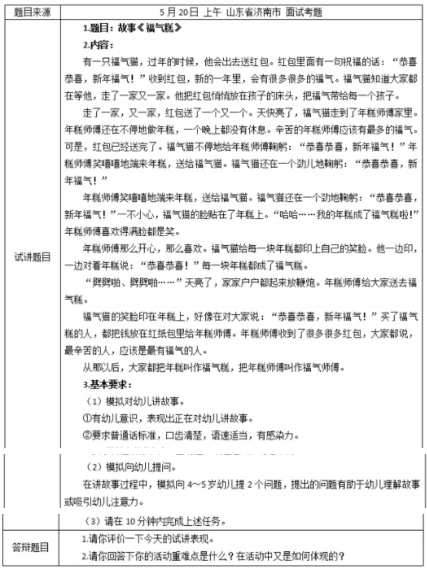 题目来源
5 月 20 日 上午 山东省济南市 面试考题
试讲题目
1.题目：故事《福气糕》
2.内容：
有一只福气猫，过年的时候，他会出去送红包。红包里面有一句祝福的话：“恭喜
恭喜，新年福气！”收到红包，新的一年里，会有很多很多的福气。福气猫知道大家都
在等他，走了一家又一家。他把红包悄悄放在孩子的床头，把福气带给每一个孩子。
走了一家，又一家，红包送了一个又一个。天快亮了，福气猫走到了年糕师傅家里。
年糕师傅还在不停地做年糕，一个晚上都没有休息。辛苦的年糕师傅应该有最多的福气。
可是，红包已经送完了。福气猫不停地给年糕师傅鞠躬：“恭喜恭喜，新年福气！”年
糕师傅笑嘻嘻地端来年糕，送给福气猫。福气猫还在一个劲儿地鞠躬：“恭喜恭喜，新
年福气！”
年糕师傅笑嘻嘻地端来年糕，送给福气猫。福气猫还在一个劲地鞠躬：“恭喜恭喜，
新年福气！”一不小心，福气猫的脸贴在了年糕上。“哈哈……我的年糕成了福气糕啦!”
年糕师傅喜欢得满脸都是笑。
年糕师傅那么开心，那么喜欢。福气猫给每一块年糕都印上自己的笑脸。他一边印，
一边对着年糕说：“恭喜恭喜！”每一块年糕都成了福气糕。
“劈劈啪、劈劈啪……”天亮了，家家户户都起来放鞭炮。年糕师傅给大家送去福
气糕。
福气猫的笑脸印在年糕上，好像在对大家说：“恭喜恭喜，新年福气！”买了福气
糕的人，都把钱放在红纸包里给年糕师傅。年糕师傅收到了很多很多红包，大家都说，
最辛苦的人，应该是最有福气的人。
从那以后，大家都把年糕叫作福气糕，把年糕师傅叫作福气师傅。
3.基本要求：
（1）模拟对幼儿讲故事。
①有幼儿意识，表现出正在对幼儿讲故事。
②要求普通话标准，口齿清楚，语速适当，有感染力。
（2）模拟向幼儿提问。
在讲故事过程中，模拟向 4～5 岁幼儿提 2 个问题，提出的问题有助于幼儿理解故事
或吸引幼儿注意力。
（3）请在 10 分钟内完成上述任务。
答辩题目
1.请你评价一下今天的试讲表现。
2.请你回答下你的活动重难点是什么？在活动中又是如何体现的？